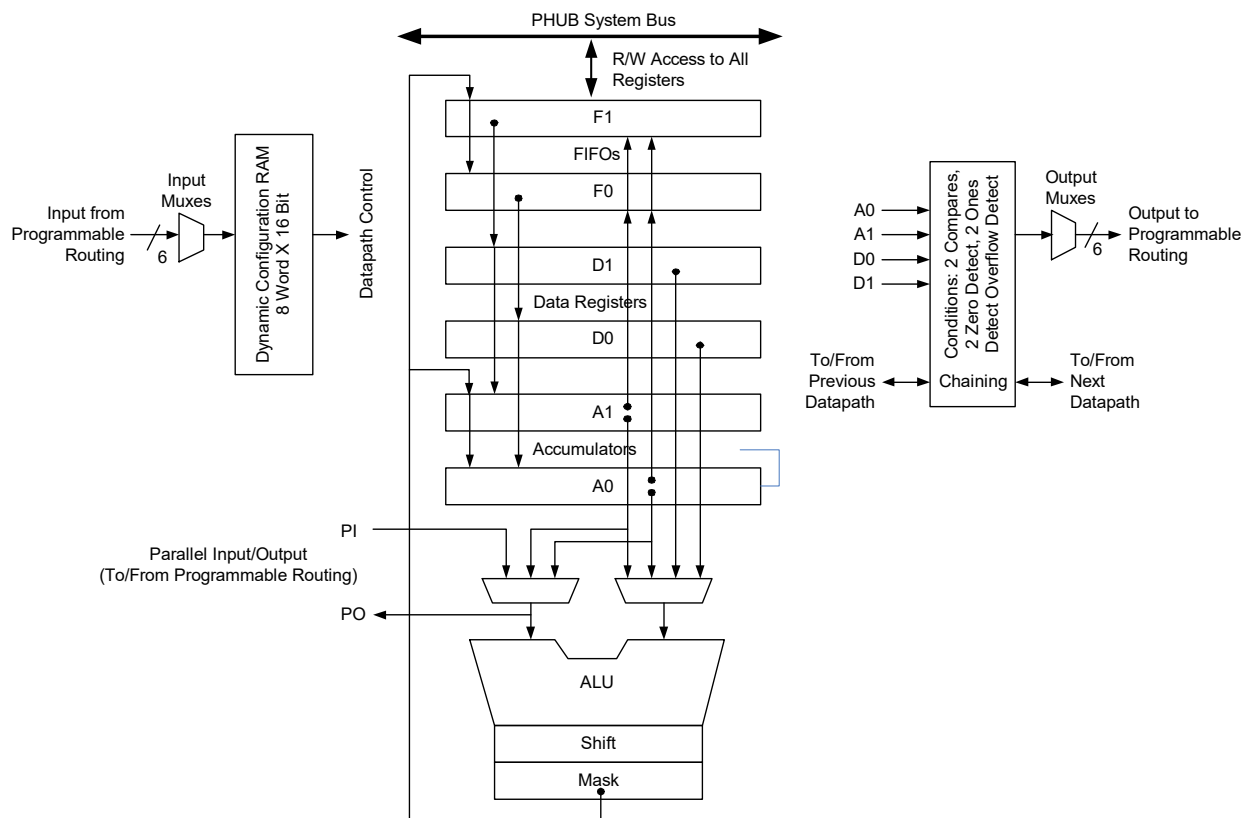 PHUB System Bus
R/W Access to All
Registers
F1
FIFOs
F0
D1
Data Registers
D0
A1
Accumulators
A0
Input from
Programmable
Routing
6
Input
Muxes
Dynamic Configuration RAM
8 Word X 16 Bit
Datapath Control
PI
Parallel Input/Output
(To/From Programmable Routing)
PO
ALU
Shift
Mask
A0
A1
D0
D1
Conditions: 2 Compares,
2 Zero Detect, 2 Ones
Detect Overflow Detect
Output
Muxes
6
Output to
Programmable
Routing
To/From
Previous
Datapath
Chaining
To/From
Next
Datapath